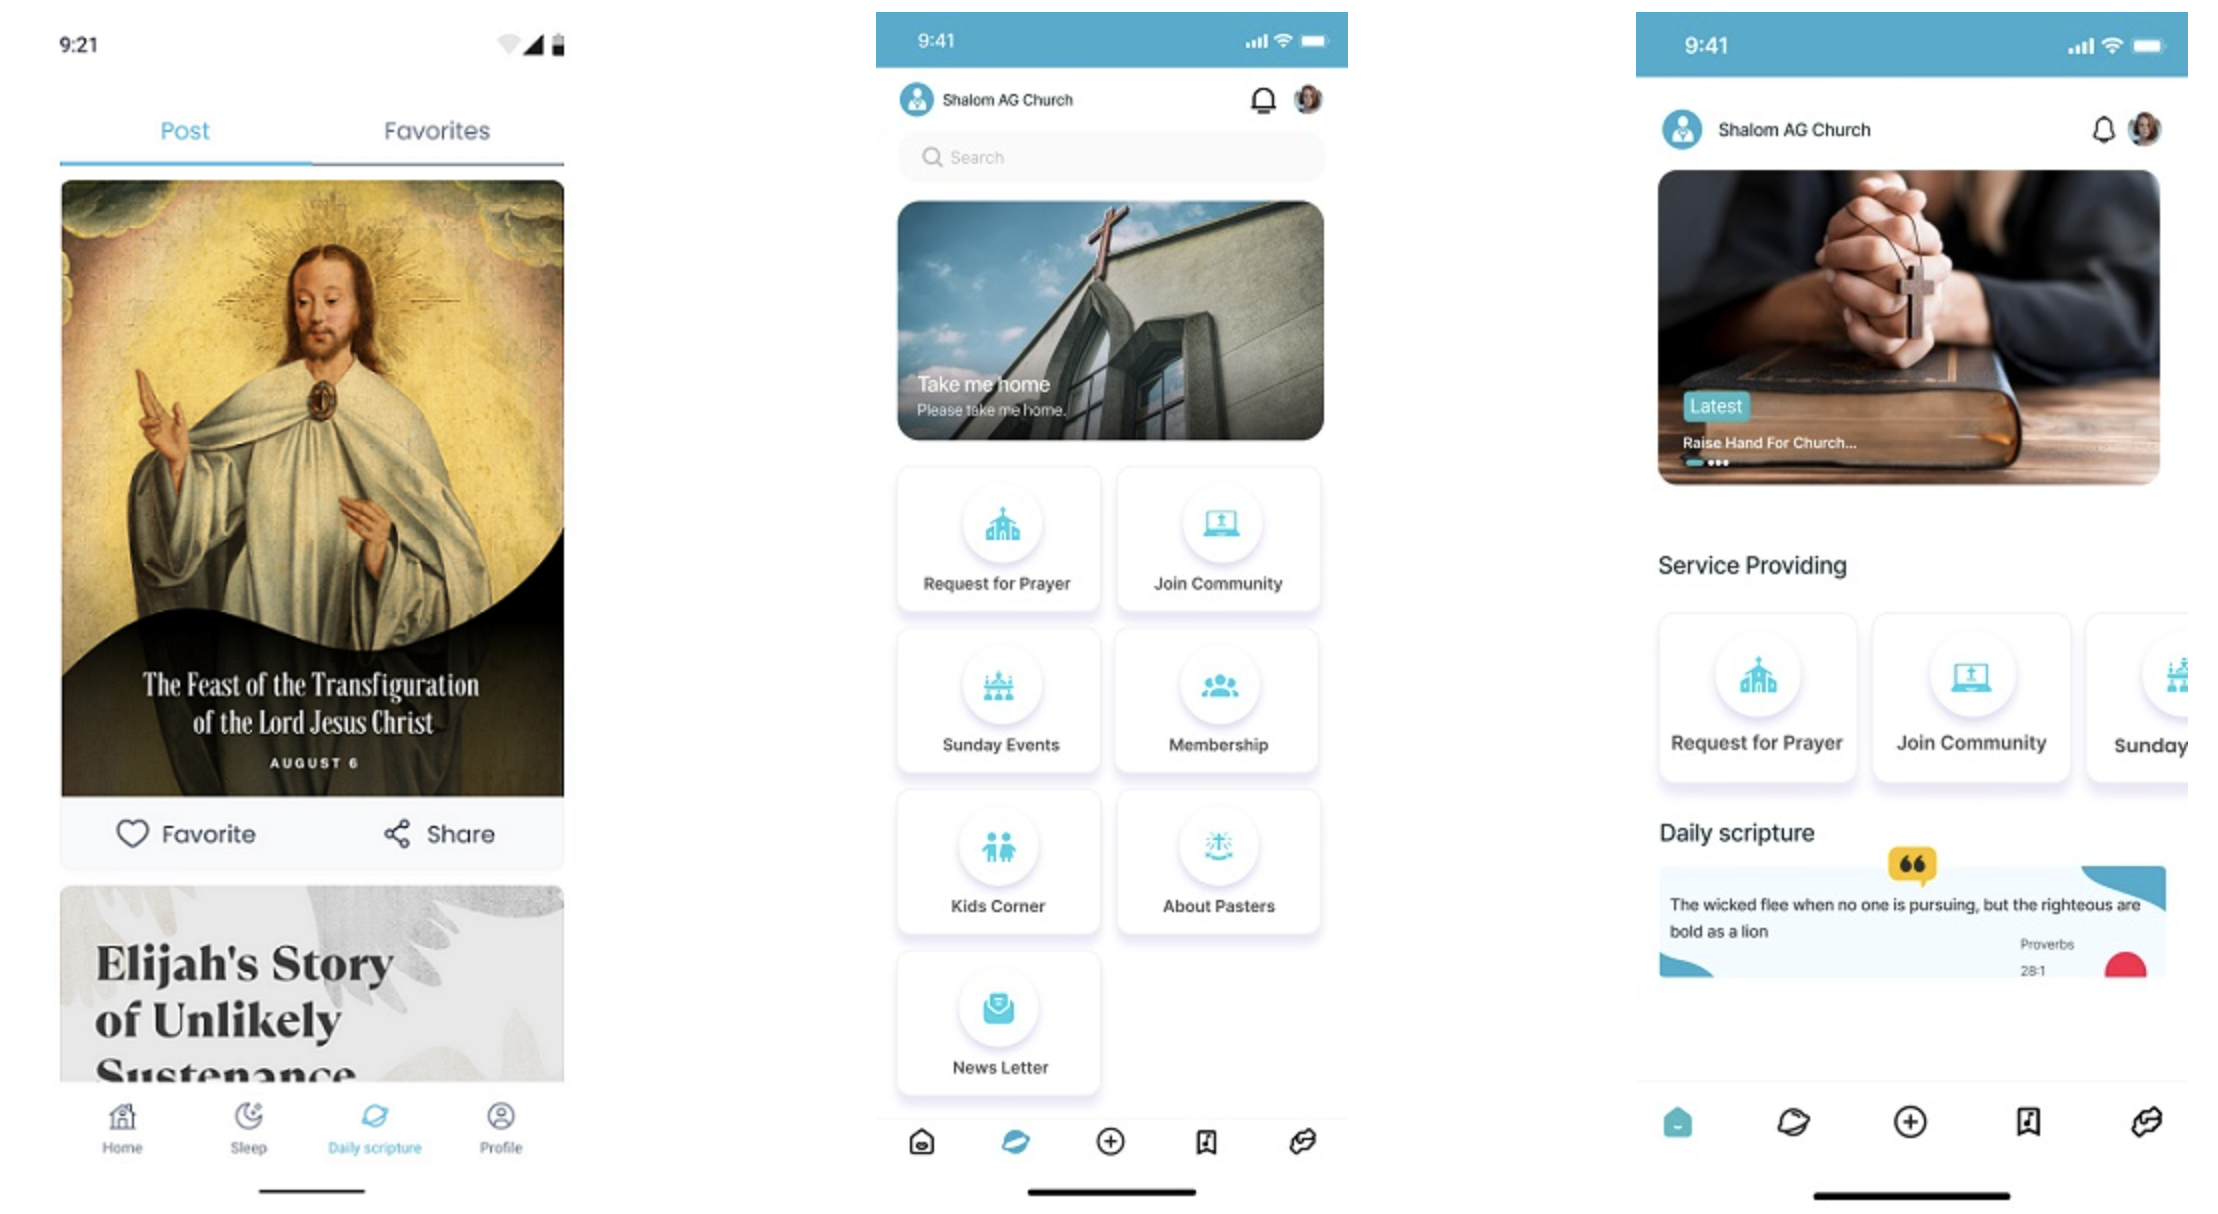 9:21
Post
Favorites
The Feast of the Transfiguration
of the Lord Jesus Christ
AUGUST 6
Favorite
Share
Elijah's Story
of Unlikely
Sustenance
Home
Sleep
Daily scripture
Profile
9:41
Shalom AG Church
Search
Take me home
Please take me home.
Request for Prayer
Join Community
Sunday Events
Membership
Kids Corner
About Pasters
News Letter
9:41
Shalom AG Church
Latest
Raise Hand For Church...
Service Providing
Request for Prayer
Join Community
Sunday
Daily scripture
The wicked flee when no one is pursuing, but the righteous are
bold as a lion
Proverbs
28:1